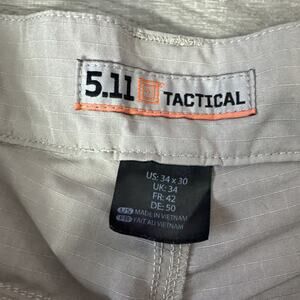 5.11 TACTICAL
US: 34 x 30
UK: 34
FR: 42
DE: 50
MADE IN VIETNAM
FAIT AU VIETNAM